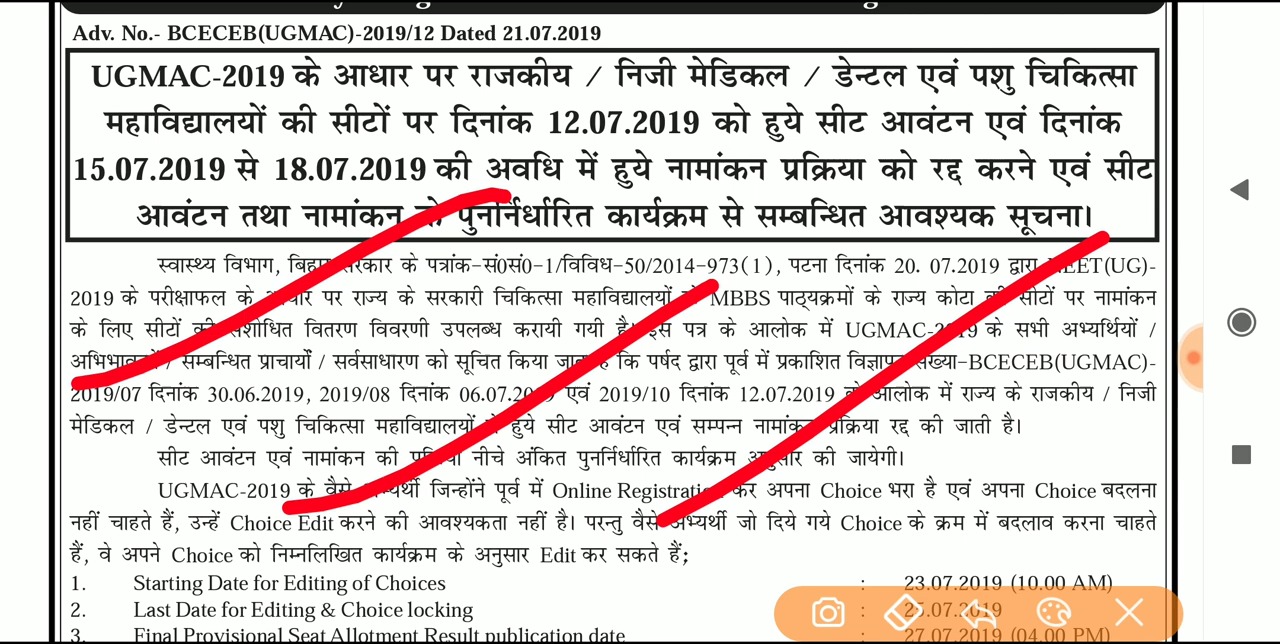 Adv. No.- BCECEB(UGMAC)-2019/12 Dated 21.07.2019
UGMAC-2019 के आधार पर राजकीय / निजी मेडिकल / डेन्टल एवं पशु चिकित्सा
महाविद्यालयों की सीटों पर दिनांक 12.07.2019 को हुये सीट आवंटन एवं दिनांक
15.07.2019 से 18.07.2019 की अवधि में हुये नामांकन प्रक्रिया को रद्द करने एवं सीट
आवंटन तथा नामांकन के पुनर्निर्धारित कार्यक्रम से सम्बन्धित आवश्यक सूचना।
स्वास्थ्य विभाग, बिहार सरकार के पत्रांक-सं0सं0-1/विविध-50/2014-973(1), पटना दिनांक 20. 07.2019 द्वारा NEET(UG)-
2019 के परीक्षाफल के आधार पर राज्य के सरकारी चिकित्सा महाविद्यालयों MBBS पाठ्यक्रमों के राज्य कोटा की सीटों पर नामांकन
के लिए सीटों की संशोधित वितरण विवरणी उपलब्ध करायी गयी है। इस पत्र के आलोक में UGMAC-2019 के सभी अभ्यर्थियों /
अभिभावकों / सम्बन्धित प्राचार्यों / सर्वसाधारण को सूचित किया जाता है कि पर्षद द्वारा पूर्व में प्रकाशित विज्ञापन संख्या-BCECEB(UGMAC)-
2019/07 दिनांक 30.06.2019, 2019/08 दिनांक 06.07.2019 एवं 2019/10 दिनांक 12.07.2019 के आलोक में राज्य के राजकीय / निजी
मेडिकल / डेन्टल एवं पशु चिकित्सा महाविद्यालयों में हुये सीट आवंटन एवं सम्पन्न नामांकन प्रक्रिया रद्द की जाती है।
सीट आवंटन एवं नामांकन की प्रक्रिया नीचे अंकित पुनर्निर्धारित कार्यक्रम अनुसार की जायेगी।
UGMAC-2019 के वैसे अभ्यर्थी जिन्होंने पूर्व में Online Registration कर अपना Choice भरा है एवं अपना Choice बदलना
नहीं चाहते हैं, उन्हें Choice Edit करने की आवश्यकता नहीं है। परन्तु वैसे अभ्यर्थी जो दिये गये Choice के क्रम में बदलाव करना चाहते
हैं, वे अपने Choice को निम्नलिखित कार्यक्रम के अनुसार Edit कर सकते हैं;
1. Starting Date for Editing of Choices : 23.07.2019 (10.00 AM)
2. Last Date for Editing & Choice locking : 25.07.2019
3. Final Provisional Seat Allotment Result publication date : 27.07.2019 (04.00 PM)